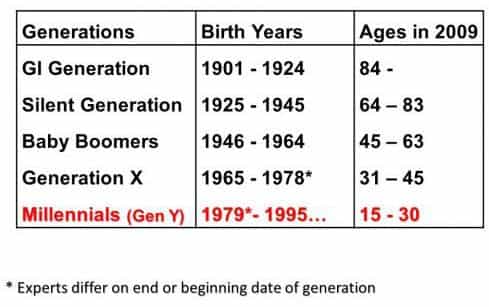 Generations Birth Years Ages in 2009
GI Generation 1901 - 1924 84 -
Silent Generation 1925 - 1945 64 – 83
Baby Boomers 1946 - 1964 45 – 63
Generation X 1965 - 1978* 31 – 45
Millennials (Gen Y) 1979*- 1995... 15 - 30
* Experts differ on end or beginning date of generation